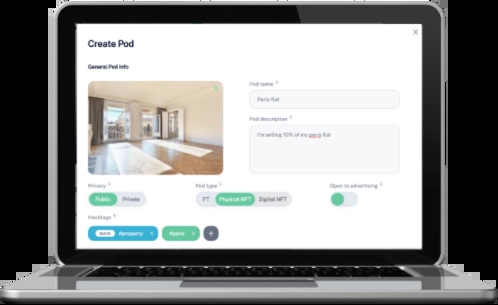 Create Pod
General Pod info
Pod name
Paris flat
Pod description
I'm selling 10% of my paris flat
Privacy
Pod type
Open to advertising
Public
Private
FT
Physical NFT
Digital NFT
Hashtags
MAIN
#property
x
#paris
x
+